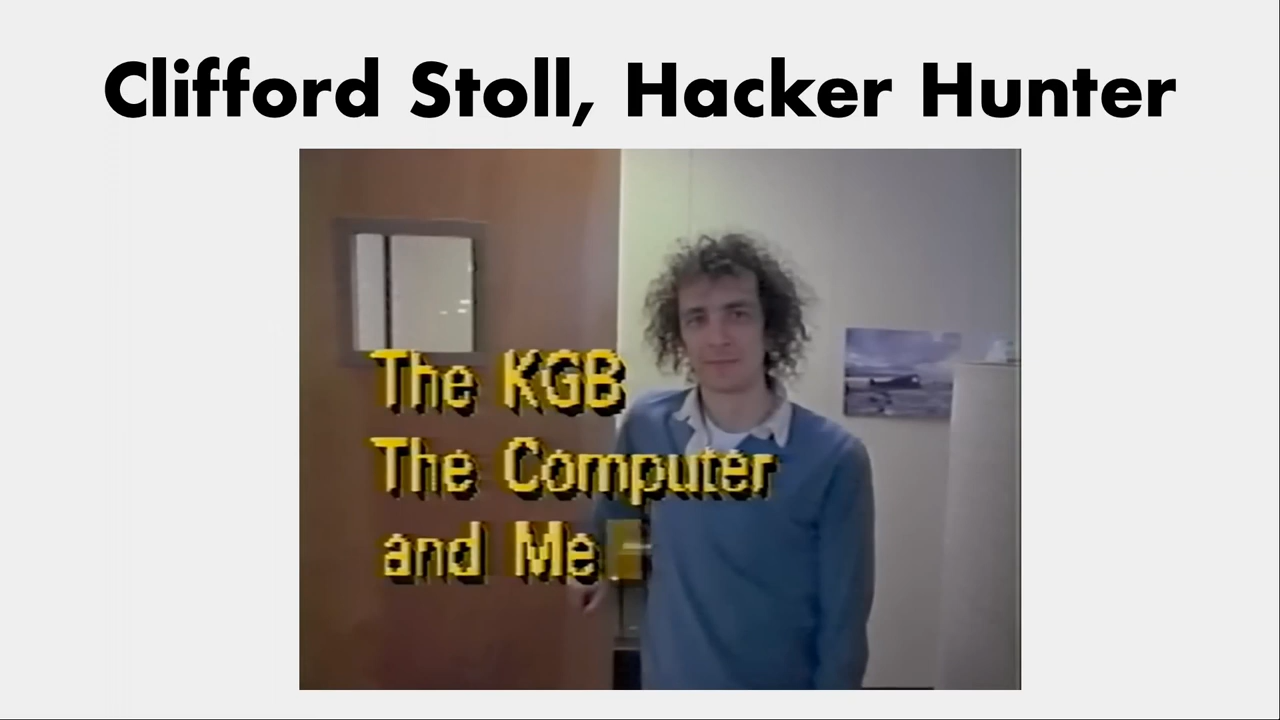 Clifford Stoll, Hacker Hunter
The KGB
The Computer
and Me